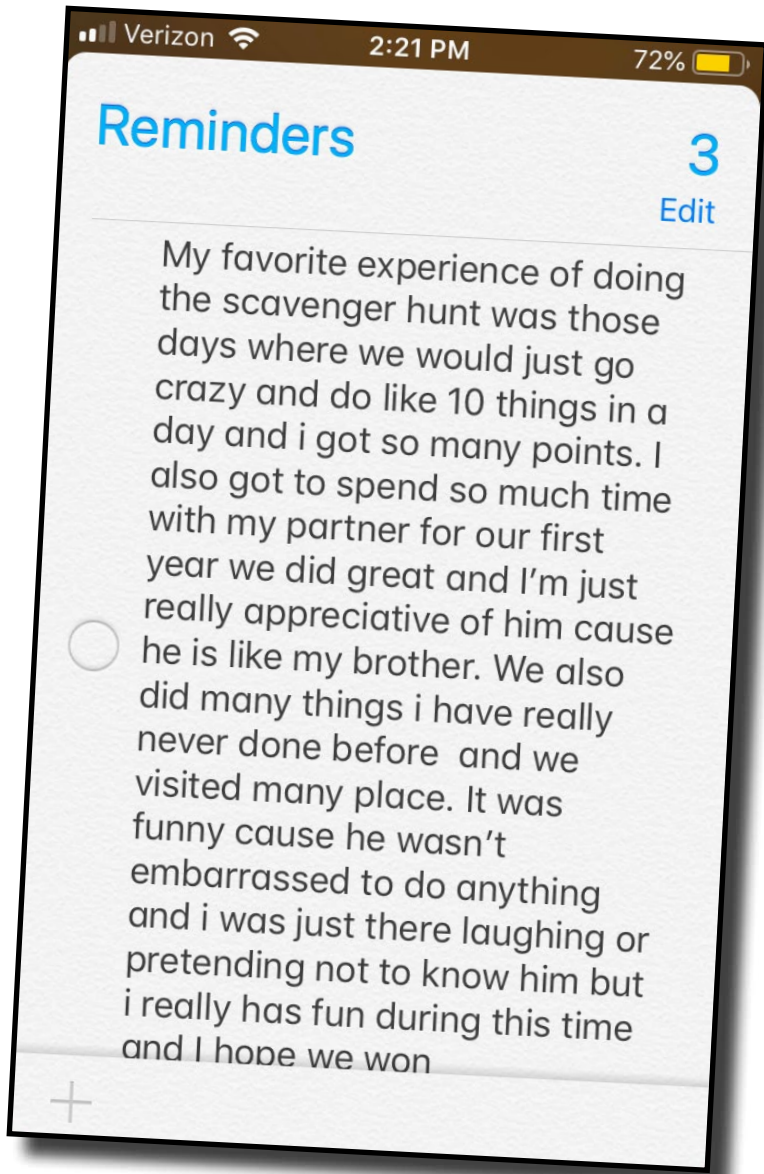 Verizon 2:21 PM 72%
Reminders 3
Edit
My favorite experience of doing
the scavenger hunt was those
days where we would just go
crazy and do like 10 things in a
day and i got so many points. I
also got to spend so much time
with my partner for our first
year we did great and I’m just
really appreciative of him cause
he is like my brother. We also
did many things i have really
never done before  and we
visited many place. It was
funny cause he wasn’t
embarrassed to do anything
and i was just there laughing or
pretending not to know him but
i really has fun during this time
and I hope we won